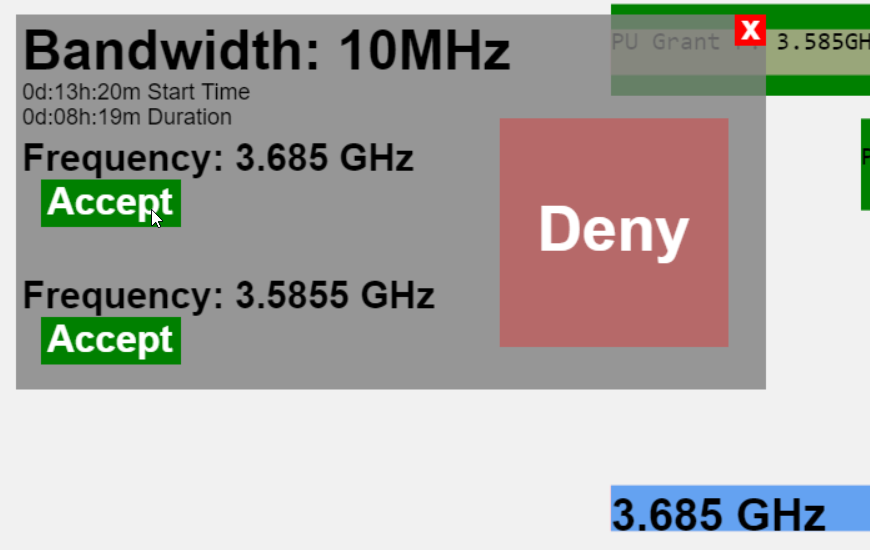 Bandwidth: 10MHz
X
PU Grant
3.585GH
0d:13h:20m Start Time
0d:08h:19m Duration
Frequency: 3.685 GHz
Accept
Deny
Frequency: 3.5855 GHz
Accept
3.685 GHz